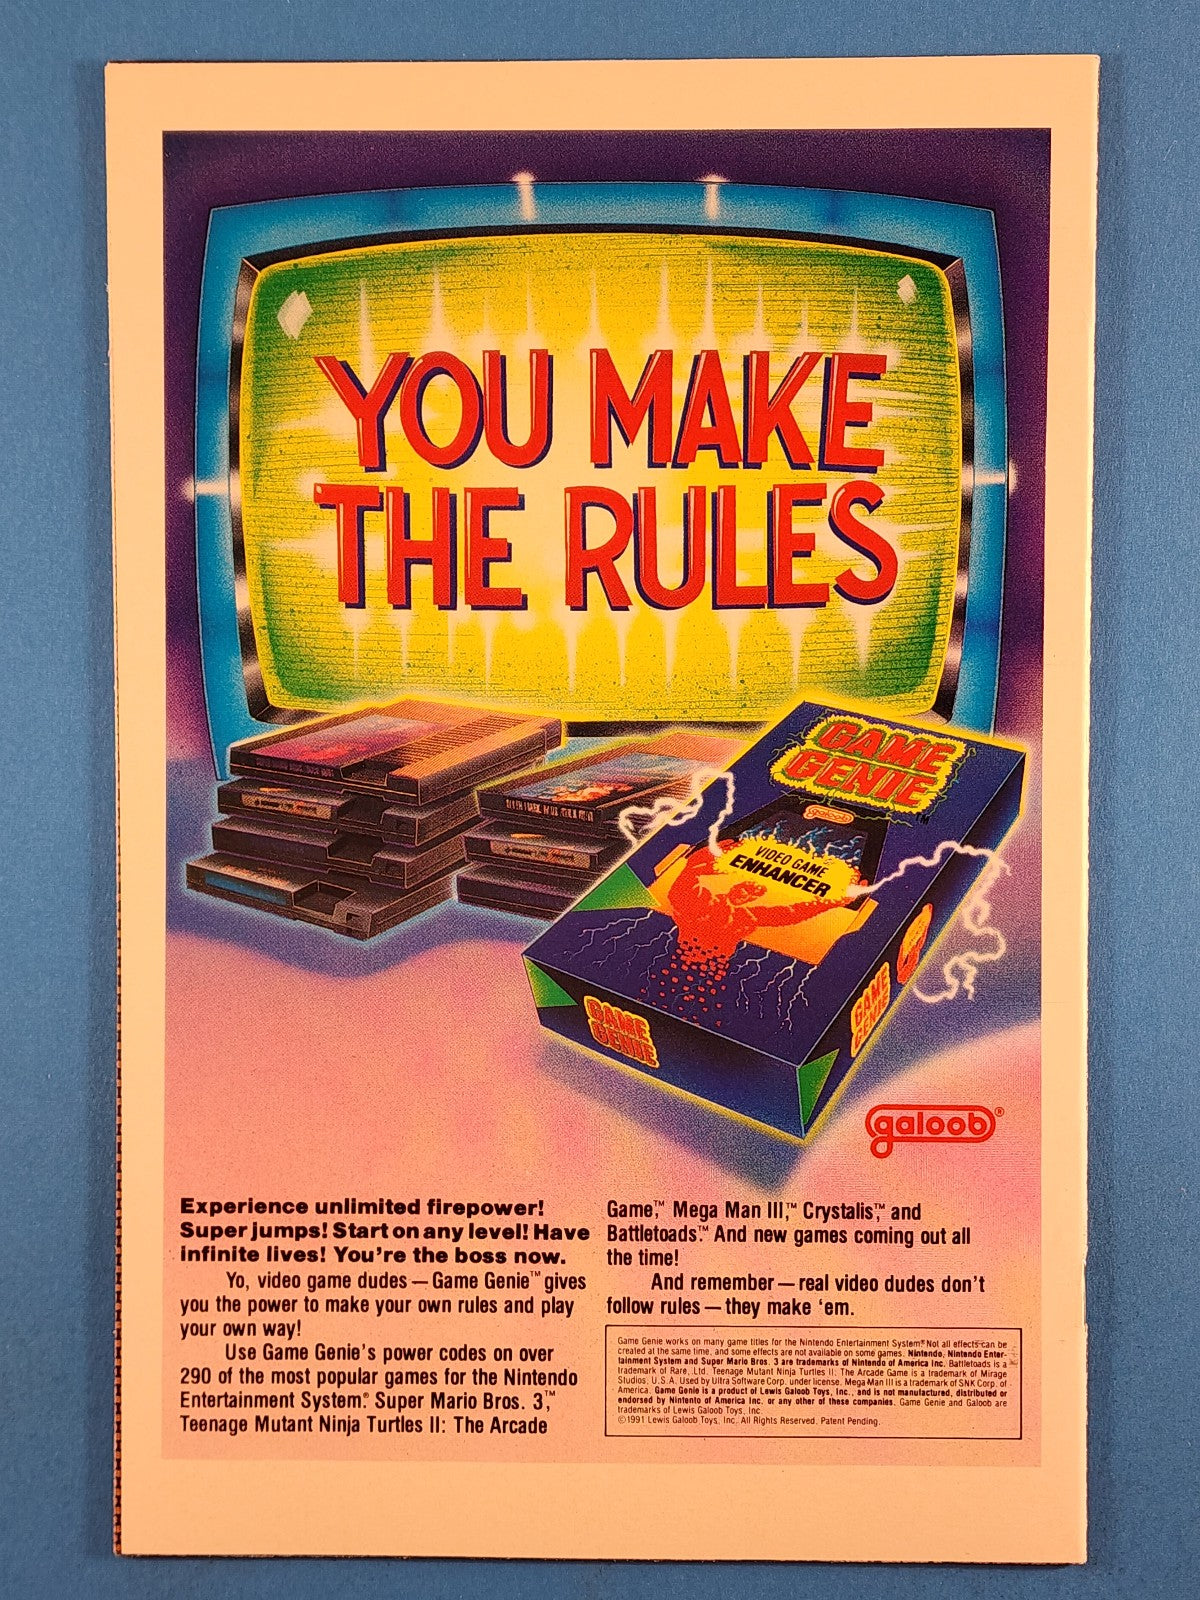 YOU MAKE
THE RULES
GAME
GENIE™
galoob
VIDEO GAME
ENHANCER
GAME
GENIE
GAME
GENIE
galoob®
Experience unlimited firepower!
Super jumps! Start on any level! Have
infinite lives! You're the boss now.
Yo, video game dudes — Game Genie™ gives
you the power to make your own rules and play
your own way!
Use Game Genie's power codes on over
290 of the most popular games for the Nintendo
Entertainment System.® Super Mario Bros. 3,™
Teenage Mutant Ninja Turtles II: The Arcade
Game,™ Mega Man III,™ Crystalis,™ and
Battletoads.™ And new games coming out all
the time!
And remember — real video dudes don't
follow rules — they make 'em.
Game Genie works on many game titles for the Nintendo Entertainment System.® Not all effects can be
created at the same time, and some effects are not available on some games. Nintendo, Nintendo Enter-
tainment System and Super Mario Bros. 3 are trademarks of Nintendo of America Inc. Battletoads is a
trademark of Rare, Ltd. Teenage Mutant Ninja Turtles II: The Arcade Game is a trademark of Mirage
Studios, U.S.A. Used by Ultra Software Corp. under license. Mega Man III is a trademark of SNK Corp. of
America. Game Genie is a product of Lewis Galoob Toys, Inc., and is not manufactured, distributed or
endorsed by Nintento of America Inc. or any other of these companies. Game Genie and Galoob are
trademarks of Lewis Galoob Toys, Inc.
©1991 Lewis Galoob Toys, Inc. All Rights Reserved. Patent Pending.